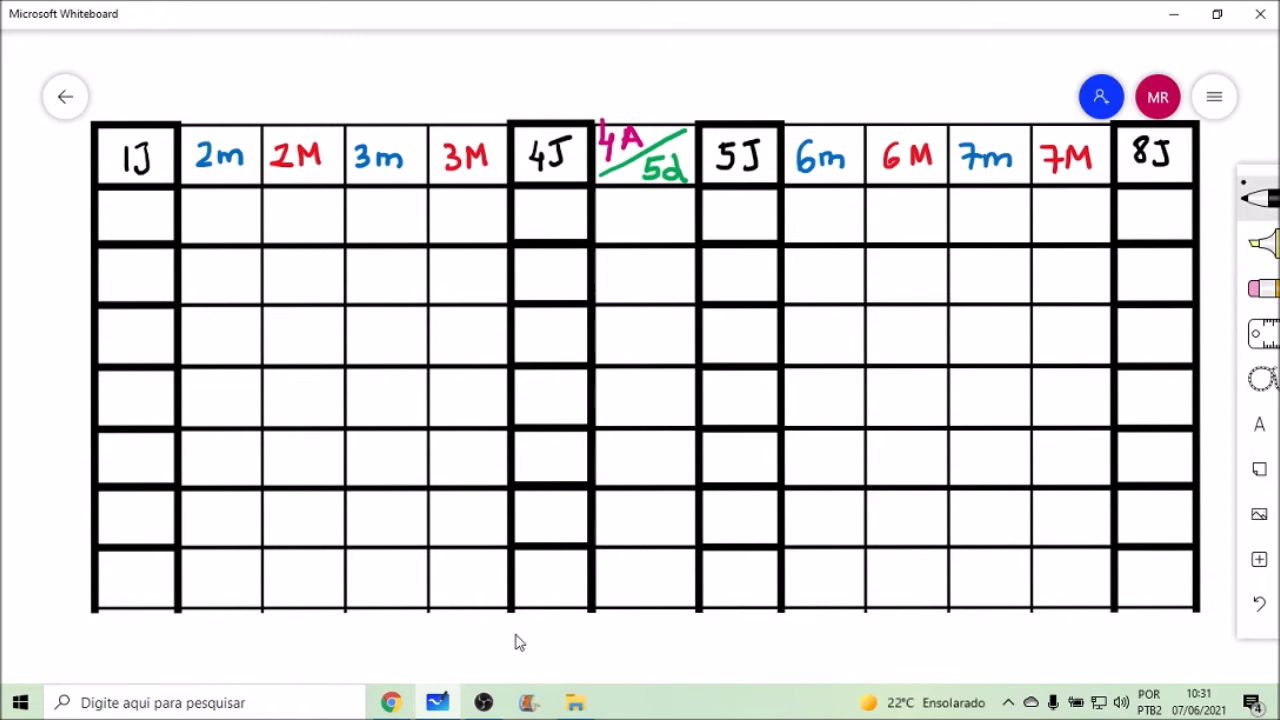 Microsoft Whiteboard
MR
1J 2m 2M 3m 3M 4J 4A/5d 5J 6m 6M 7m 7M 8J
A
Digite aqui para pesquisar
22°C Ensolarado
POR
PTB2
10:31
07/06/2021
4